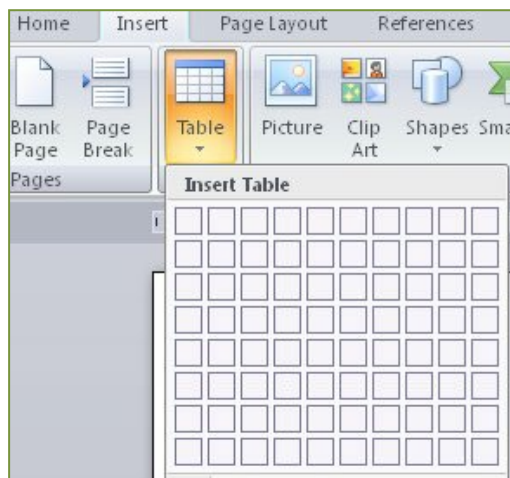 Home Insert Page Layout References
Blank Page Table Picture Clip Shapes
Page Break Art
Pages
Insert Table